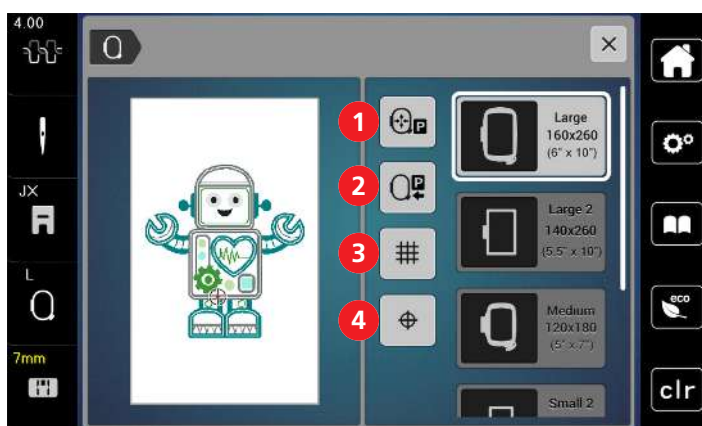 4.00
JX
L
7mm
1
2
3
4
P
P
Large
160x260
(6" x 10")
Large 2
140x260
(5.5" x 10")
Medium
120x180
(5" x 7")
Small 2
eco
clr